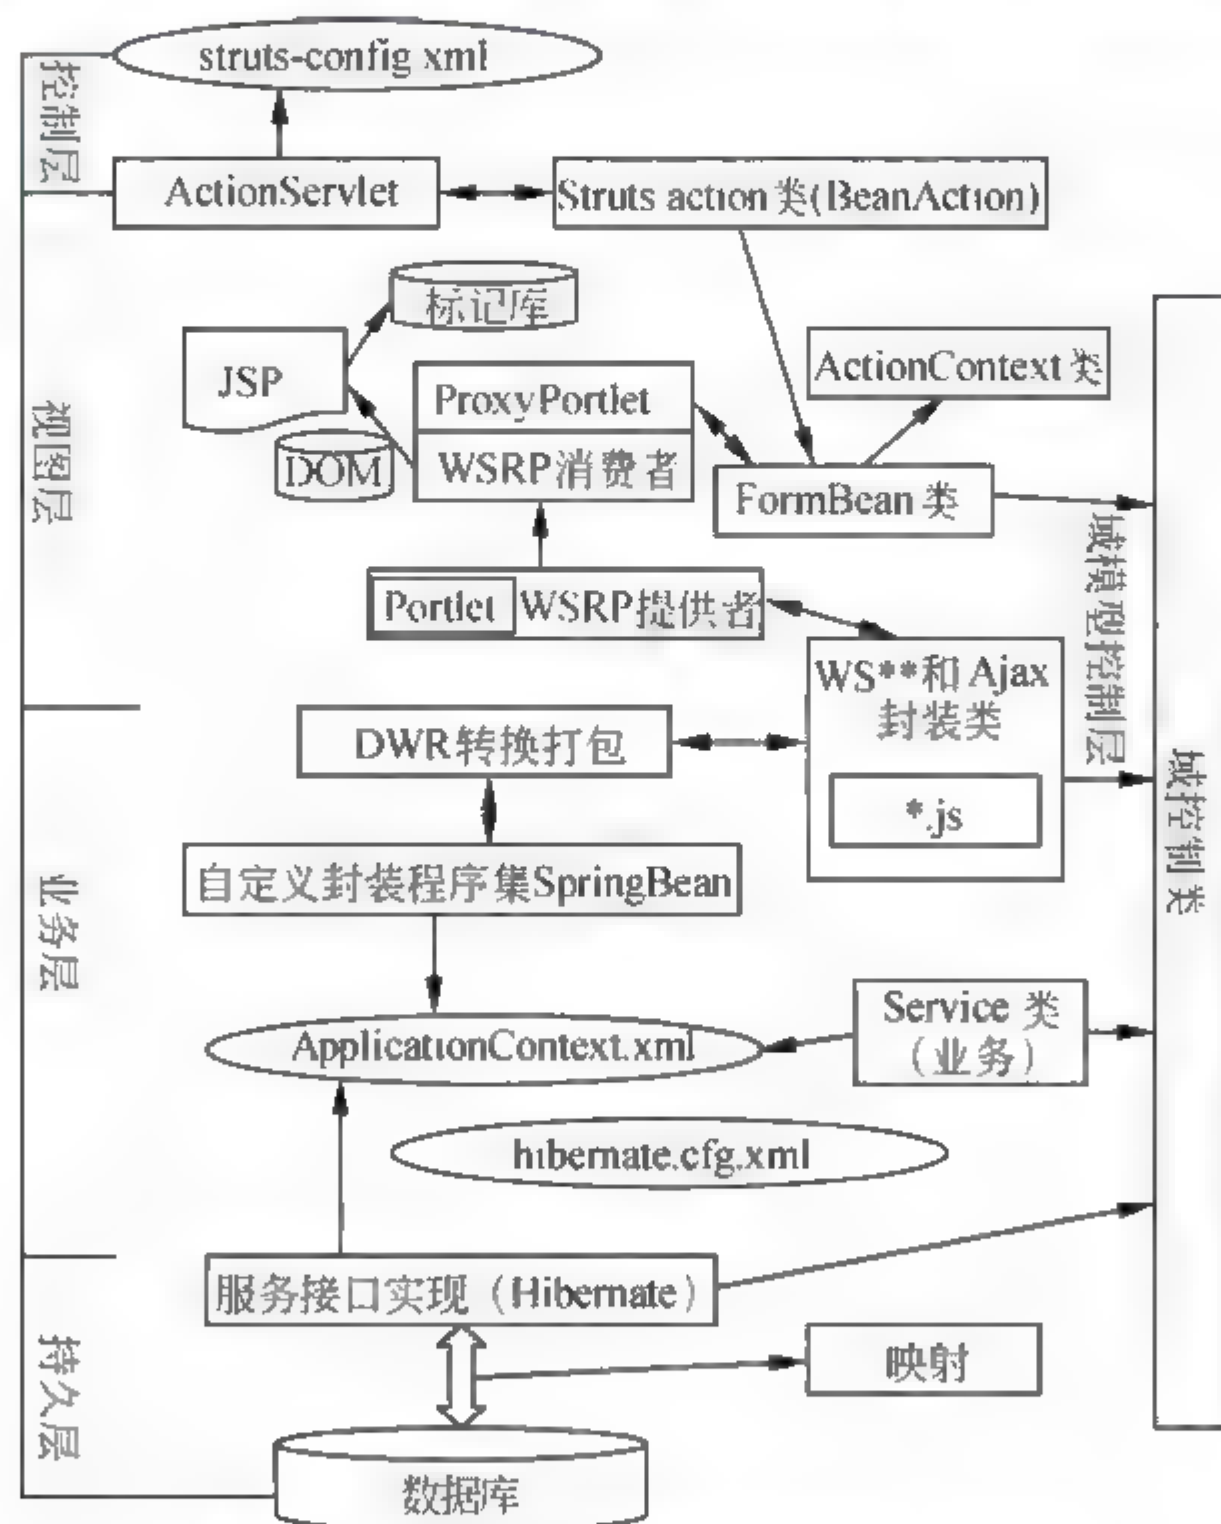 struts-config xml
控制层
ActionServlet
Struts action 类(BeanAction)
标记库
JSP
ActionContext 类
ProxyPortlet
视图层
DOM
WSRP消费者
FormBean 类
域模型控制层
Portlet
WSRP提供者
WS**和 Ajax
封装类
DWR转换打包
域控制类
*.js
自定义封装程序集SpringBean
业务层
Service 类
（业务）
ApplicationContext.xml
hibernate.cfg.xml
服务接口实现（Hibernate）
持久层
映射
数据库